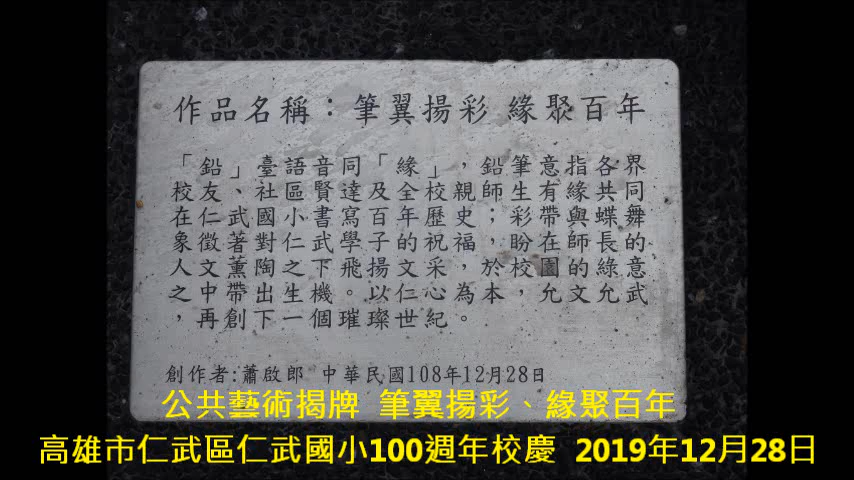 作品名稱：筆翼揚彩 緣聚百年
「鉛」臺語音同「緣」，鉛筆意指各界
校友、社區賢達及全校親師生有緣共同
在仁武國小書寫百年歷史；彩帶與蝶舞
象徵著對仁武學子的祝福，盼在師長的
人文薰陶之下飛揚文采，於校園的綠意
之中帶出生機。以仁心為本，允文允武
，再創下一個璀璨世紀。
創作者:蕭啟郎 中華民國108年12月28日
公共藝術揭牌 筆翼揚彩、緣聚百年
高雄市仁武區仁武國小100週年校慶 2019年12月28日